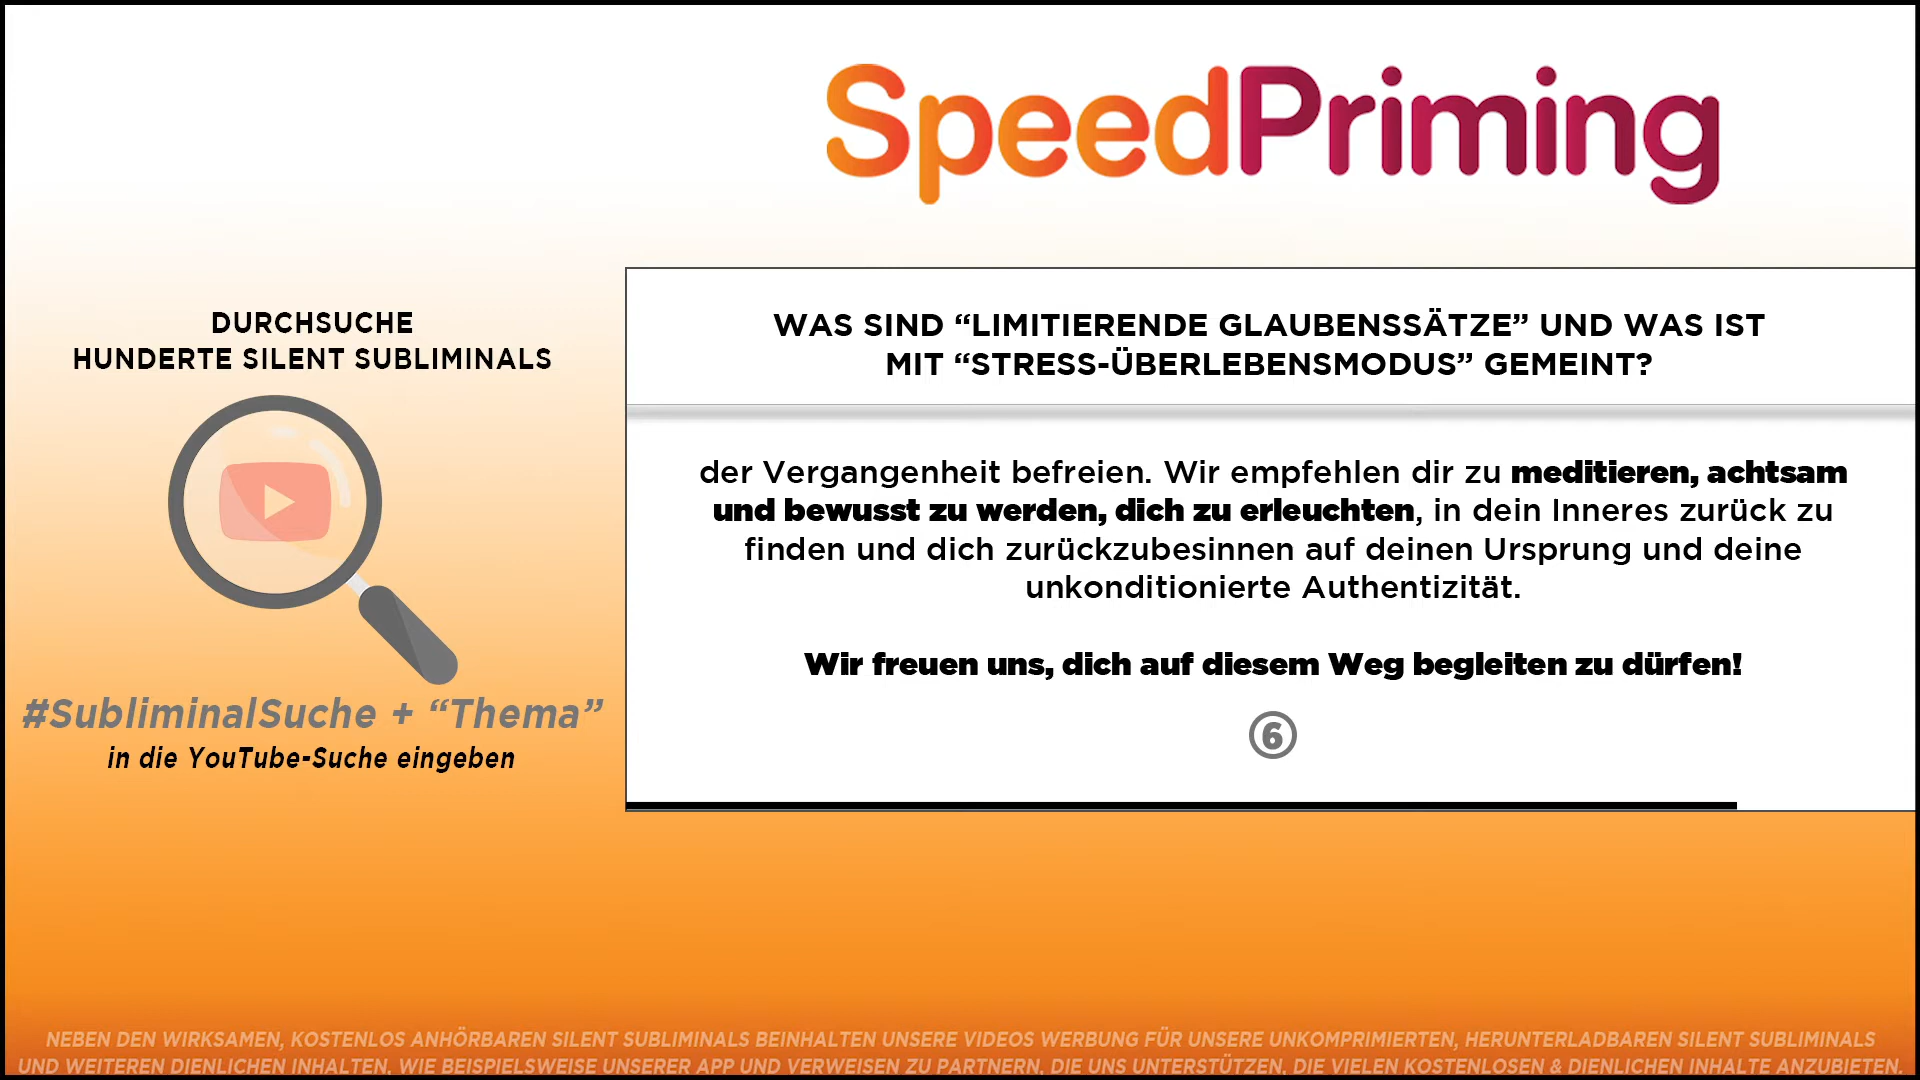 SpeedPriming
DURCHSUCHE
HUNDERTE SILENT SUBLIMINALS
#SubliminalSuche + “Thema”
in die YouTube-Suche eingeben
WAS SIND “LIMITIERENDE GLAUBENSSÄTZE” UND WAS IST
MIT “STRESS-ÜBERLEBENSMODUS” GEMEINT?
der Vergangenheit befreien. Wir empfehlen dir zu meditieren, achtsam
und bewusst zu werden, dich zu erleuchten, in dein Inneres zurück zu
finden und dich zurückzubesinnen auf deinen Ursprung und deine
unkonditionierte Authentizität.
Wir freuen uns, dich auf diesem Weg begleiten zu dürfen!
6
NEBEN DEN WIRKSAMEN, KOSTENLOS ANHÖRBAREN SILENT SUBLIMINALS BEINHALTEN UNSERE VIDEOS WERBUNG FÜR UNSERE UNKOMPRIMIERTEN, HERUNTERLADBAREN SILENT SUBLIMINALS
UND WEITEREN DIENLICHEN INHALTEN, WIE BEISPIELSWEISE UNSERER APP UND VERWEISEN ZU PARTNERN, DIE UNS UNTERSTÜTZEN, DIE VIELEN KOSTENLOSEN & DIENLICHEN INHALTE ANZUBIETEN.